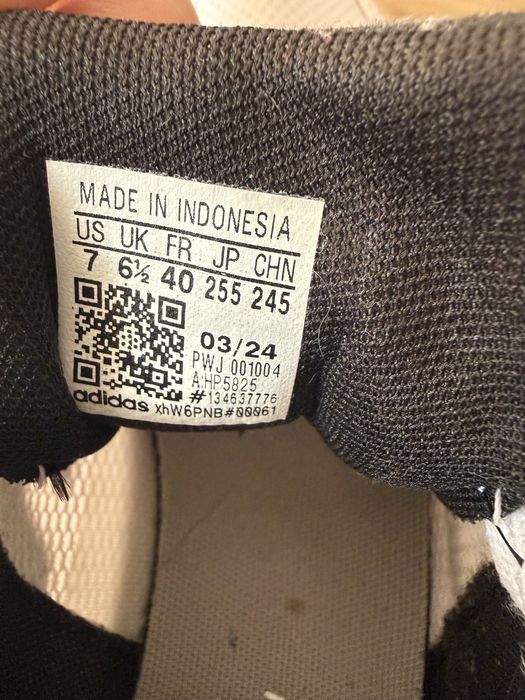 MADE IN INDONESIA
US UK FR JP CHN
7 6½ 40 255 245
03/24
PWJ 001004
A:HP5825
#134637776
adidas xhW6PNB#00061